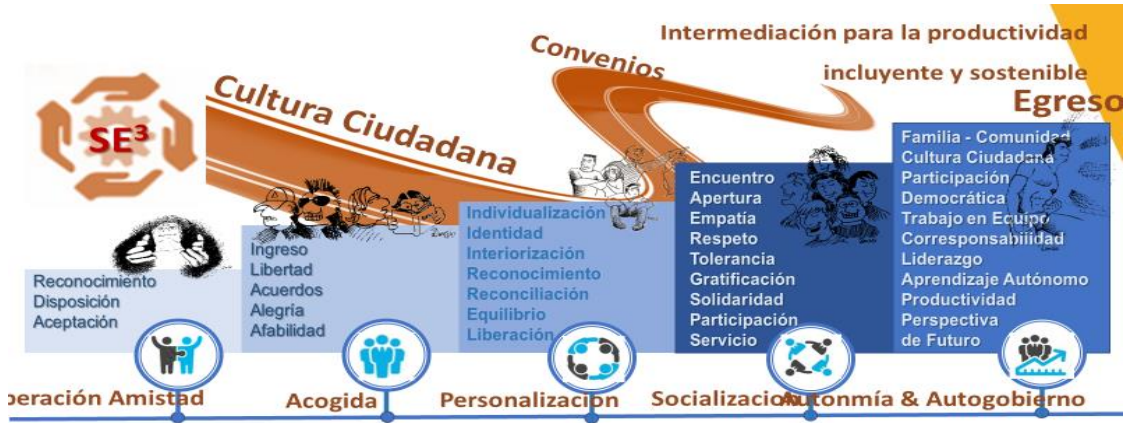 Intermediación para la productividad
incluyente y sostenible
Egreso
Convenios
Cultura Ciudadana
SE³
Reconocimiento
Disposición
Aceptación
Ingreso
Libertad
Acuerdos
Alegría
Afabilidad
Individualización
Identidad
Interiorización
Reconocimiento
Reconciliación
Equilibrio
Liberación
Encuentro
Apertura
Empatía
Respeto
Tolerancia
Gratificación
Solidaridad
Participación
Servicio
Familia - Comunidad
Cultura Ciudadana
Participación
Democrática
Trabajo en Equipo
Corresponsabilidad
Liderazgo
Aprendizaje Autónomo
Productividad
Perspectiva
de Futuro
peración Amistad
Acogida
Personalización
Socialización
Autonmía & Autogobierno